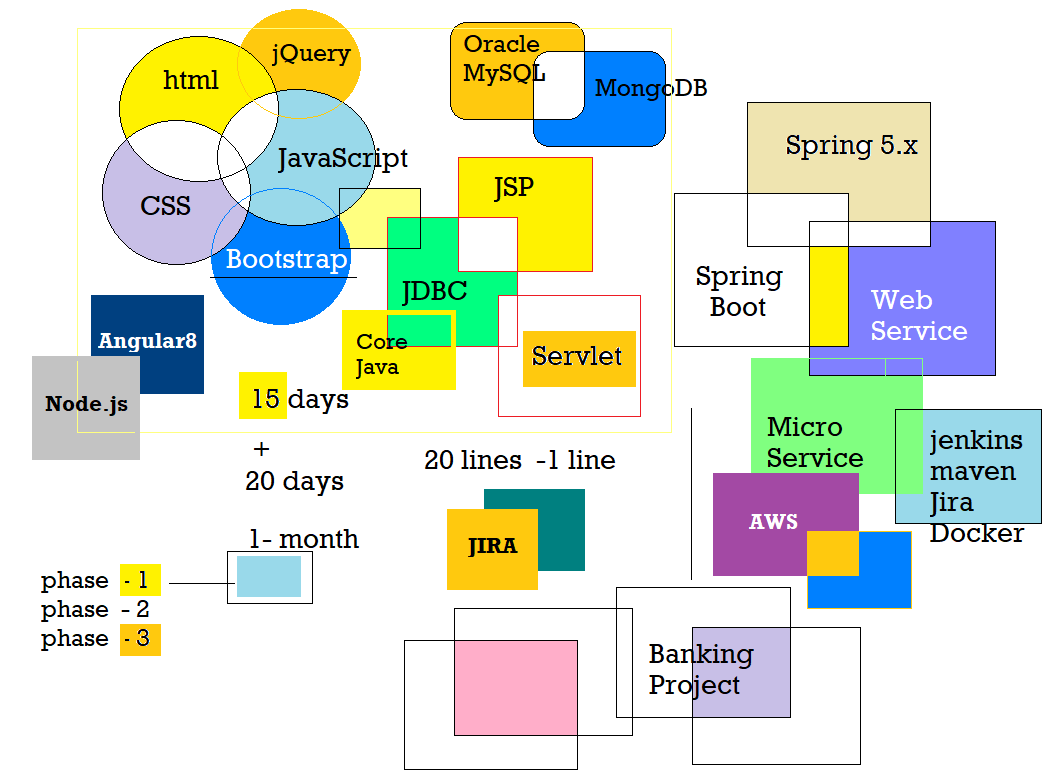 jQuery
html
JavaScript
CSS
Bootstrap
Oracle
MySQL
MongoDB
JSP
JDBC
Core
Java
Servlet
Angular8
Node.js
15 days
+
20 days
1- month
20 lines -1 line
JIRA
phase - 1
phase - 2
phase - 3
Spring 5.x
Spring
Boot
Web
Service
Micro
Service
jenkins
maven
Jira
Docker
AWS
Banking
Project